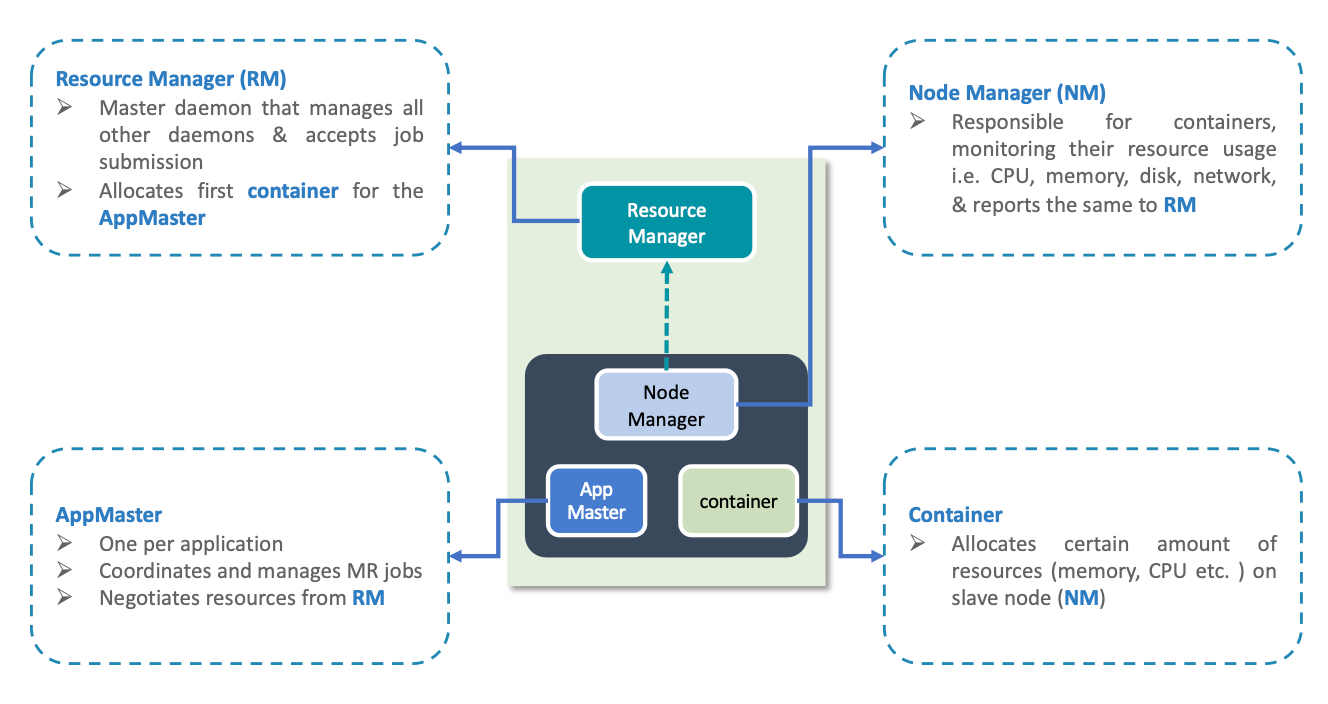 Resource Manager (RM)
➢ Master daemon that manages all
other daemons & accepts job
submission
➢ Allocates first container for the
AppMaster
Node Manager (NM)
➢ Responsible for containers,
monitoring their resource usage
i.e. CPU, memory, disk, network,
& reports the same to RM
Resource
Manager
Node
Manager
App
Master
container
AppMaster
➢ One per application
➢ Coordinates and manages MR jobs
➢ Negotiates resources from RM
Container
➢ Allocates certain amount of
resources (memory, CPU etc. ) on
slave node (NM)